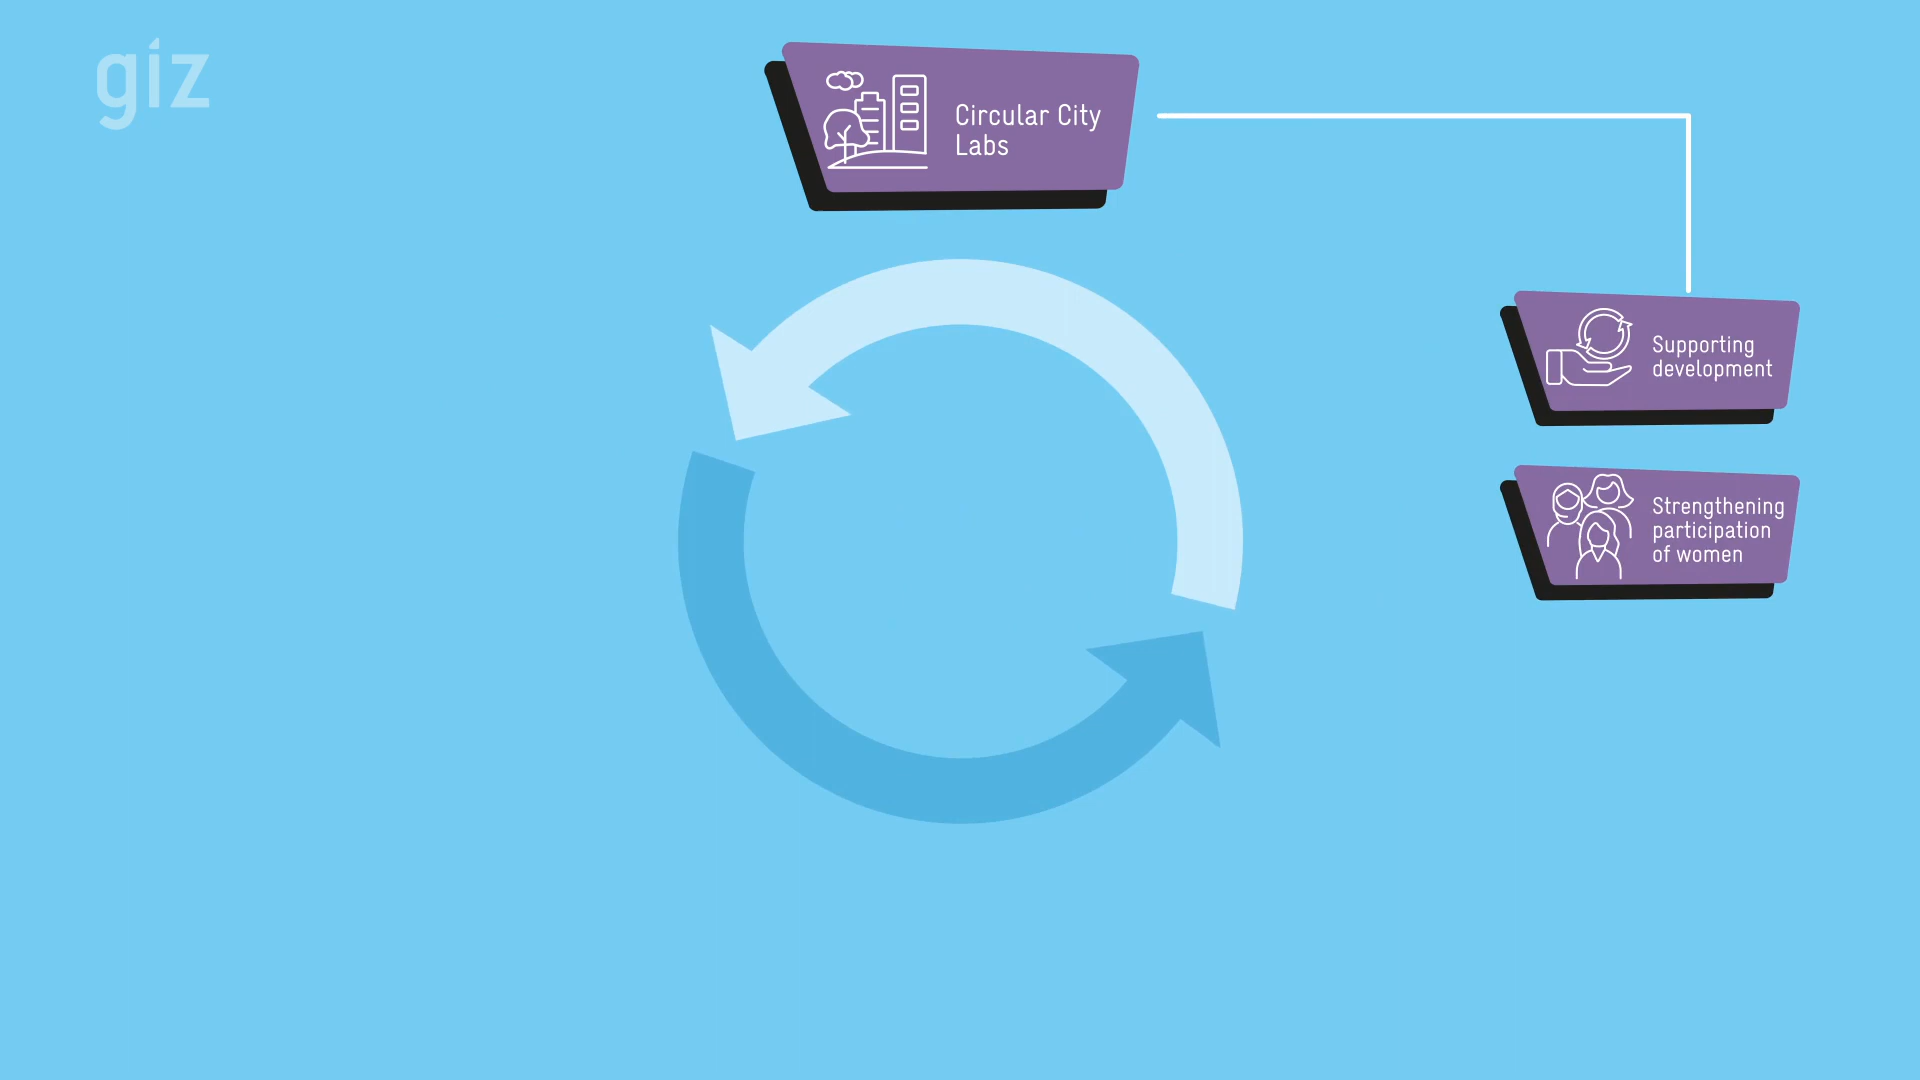 giz
Circular City
Labs
Supporting
development
Strengthening
participation
of women